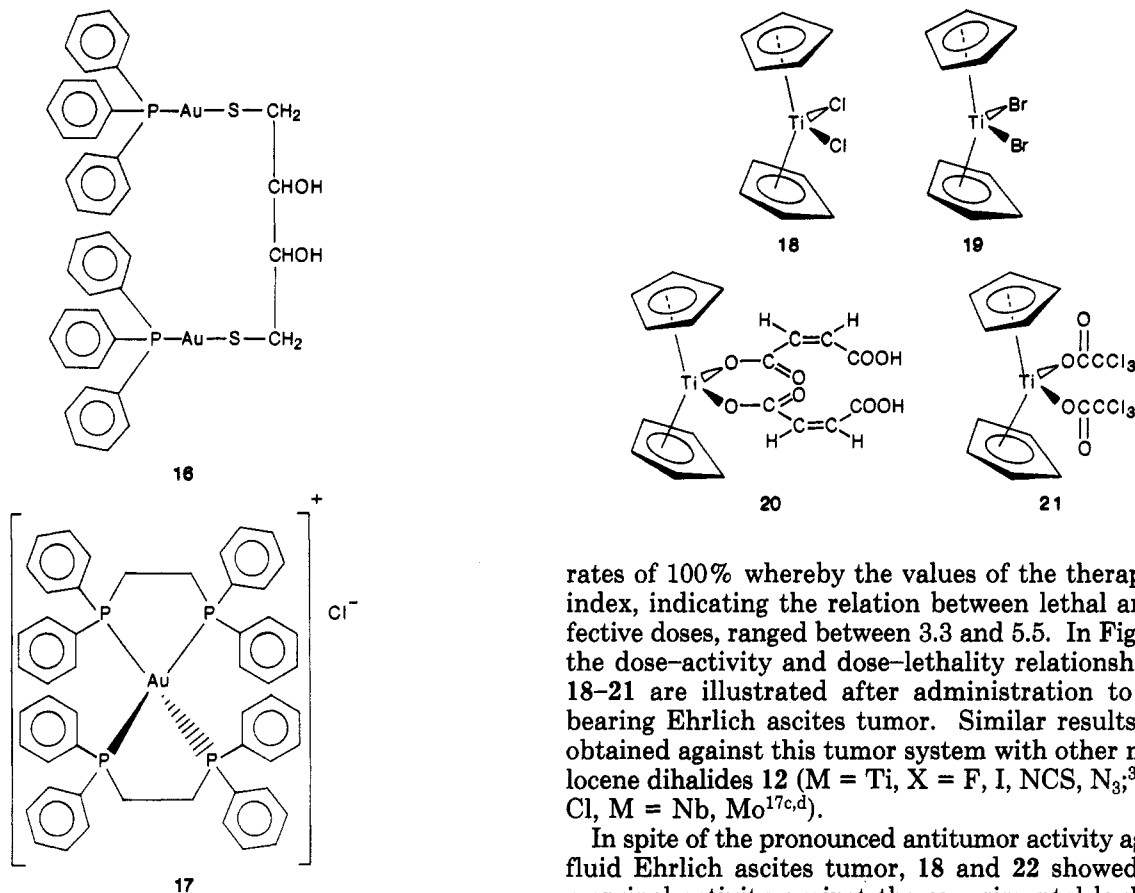 P—Au—S—CH₂
CHOH
CHOH
P—Au—S—CH₂
16
+
P P
Cl⁻
Au
P P
17
Cl Br
Ti Ti
Cl Br
18 19
H H O
C=C OCCCl₃
O—C COOH
Ti O Ti
O—C O COOH OCCCl₃
C=C O
H H
20 21
rates of 100% whereby the values of the therap
index, indicating the relation between lethal an
fective doses, ranged between 3.3 and 5.5. In Fig
the dose–activity and dose–lethality relationsh
18–21 are illustrated after administration to
bearing Ehrlich ascites tumor. Similar results
obtained against this tumor system with other m
locene dihalides 12 (M = Ti, X = F, I, NCS, N₃;³
Cl, M = Nb, Mo¹⁷ᶜ,ᵈ).
In spite of the pronounced antitumor activity ag
fluid Ehrlich ascites tumor, 18 and 22 showed